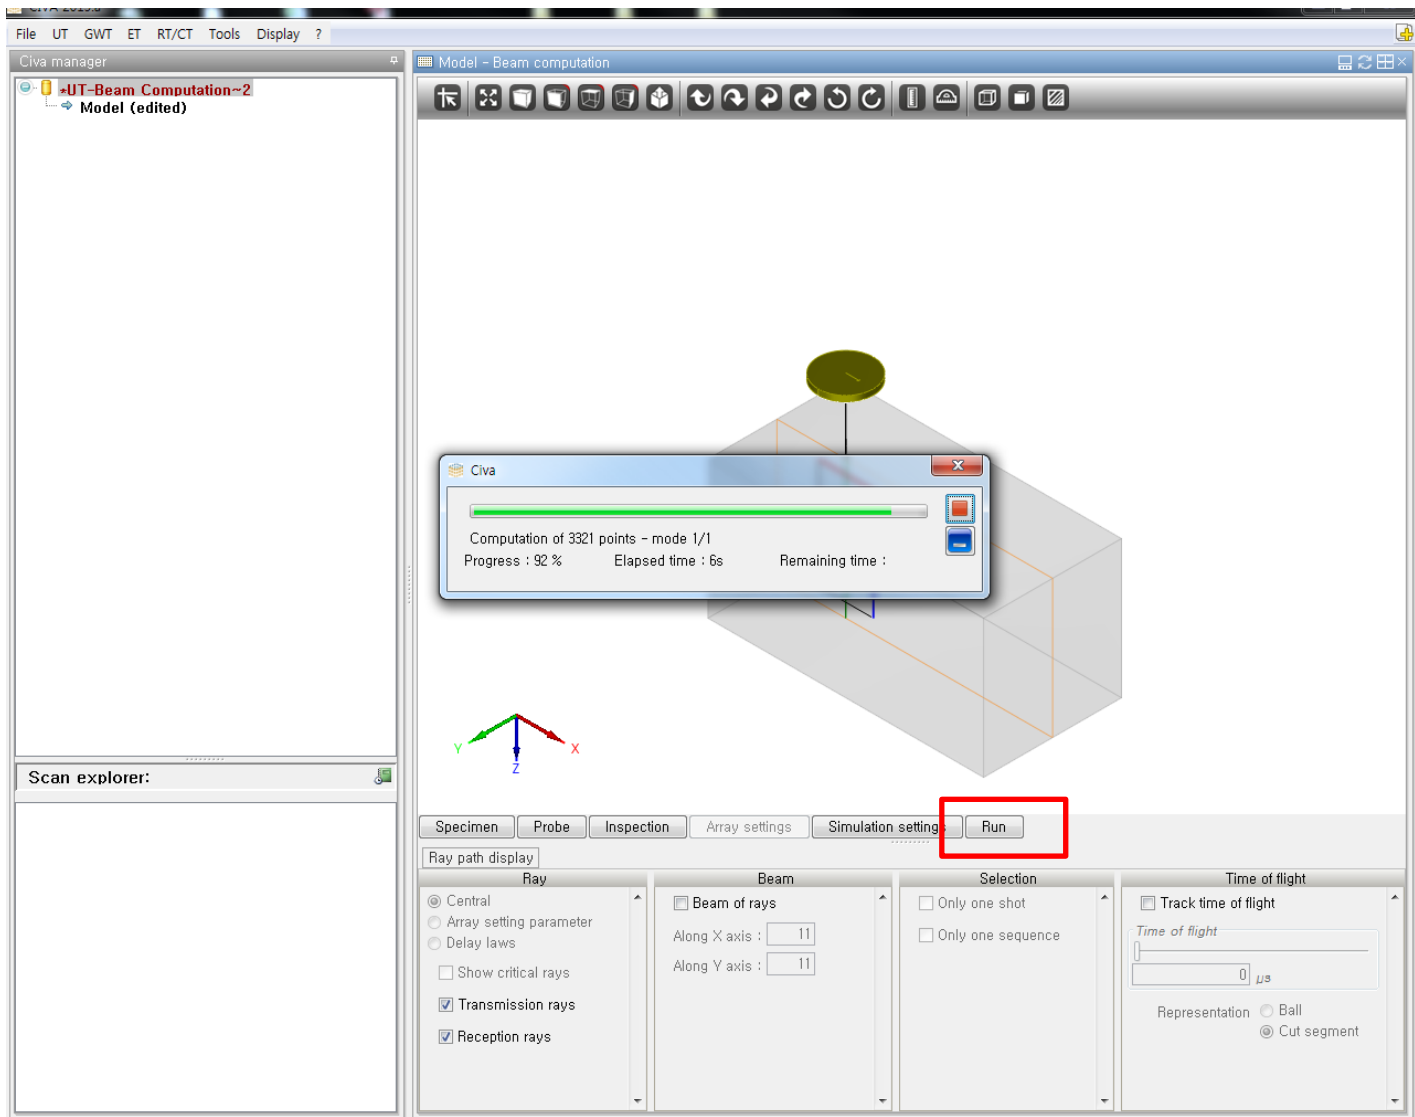 File UT GWT ET RT/CT Tools Display ?
Civa manager
*UT-Beam Computation~2
Model (edited)
Scan explorer:
Model - Beam computation
Civa
Computation of 3321 points - mode 1/1
Progress : 92 % Elapsed time : 6s Remaining time :
Y X
Z
Specimen Probe Inspection Array settings Simulation settings Run
Ray path display
Ray
Central
Array setting parameter
Delay laws
Show critical rays
Transmission rays
Reception rays
Beam
Beam of rays
Along X axis : 11
Along Y axis : 11
Selection
Only one shot
Only one sequence
Time of flight
Track time of flight
Time of flight
0 μs
Representation Ball
Cut segment